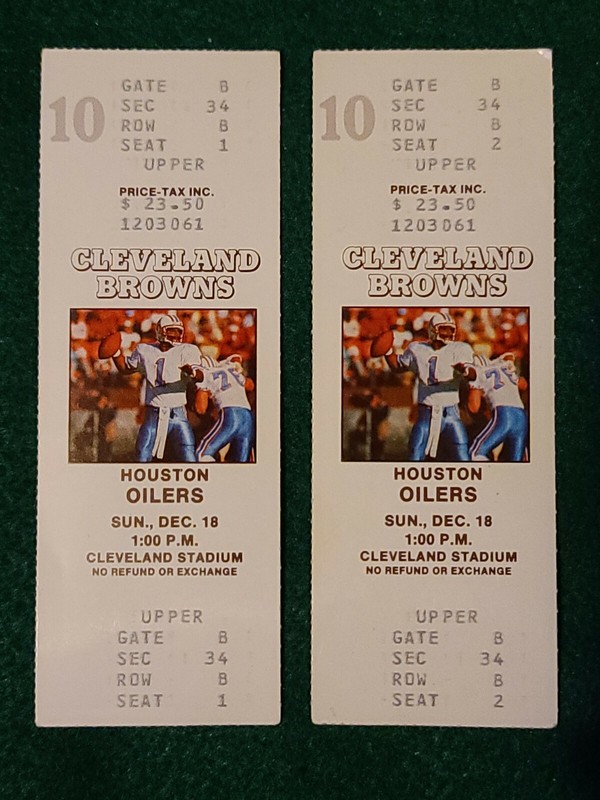 10
GATE B
SEC 34
ROW B
SEAT 1
UPPER
PRICE-TAX INC.
$ 23.50
1203061
CLEVELAND
BROWNS
1
HOUSTON
OILERS
SUN., DEC. 18
1:00 P.M.
CLEVELAND STADIUM
NO REFUND OR EXCHANGE
UPPER
GATE B
SEC 34
ROW B
SEAT 1
10
GATE B
SEC 34
ROW B
SEAT 2
UPPER
PRICE-TAX INC.
$ 23.50
1203061
CLEVELAND
BROWNS
1
HOUSTON
OILERS
SUN., DEC. 18
1:00 P.M.
CLEVELAND STADIUM
NO REFUND OR EXCHANGE
UPPER
GATE B
SEC 34
ROW B
SEAT 2